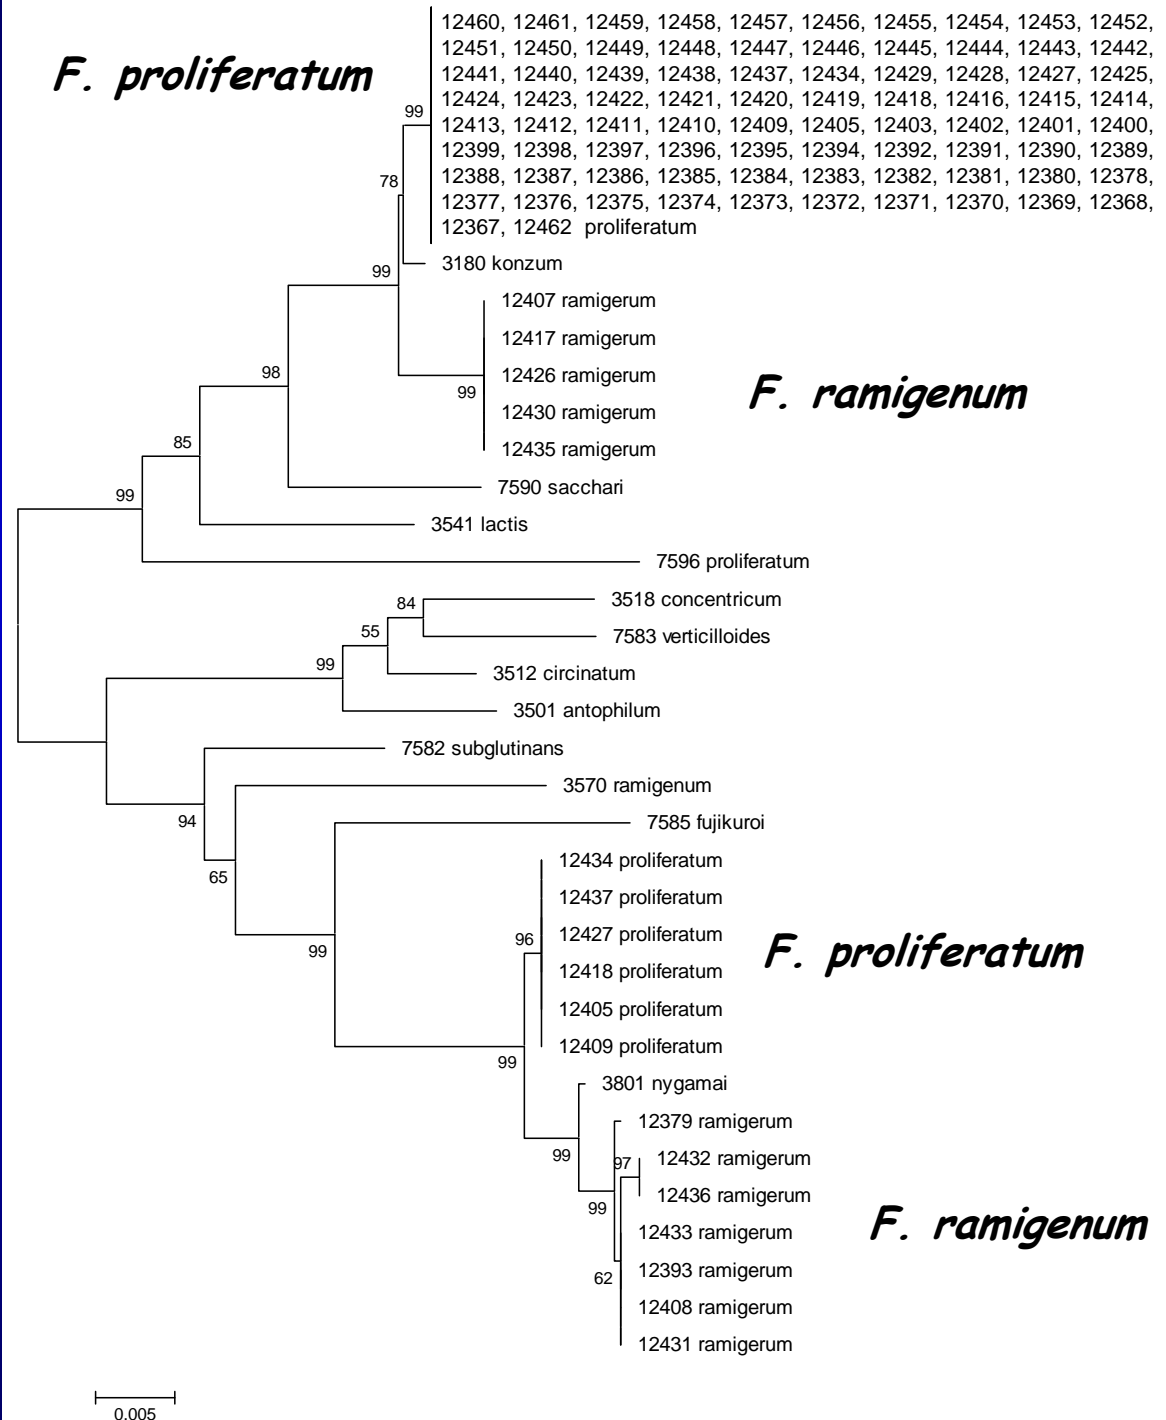 12460, 12461, 12459, 12458, 12457, 12456, 12455, 12454, 12453, 12452,
12451, 12450, 12449, 12448, 12447, 12446, 12445, 12444, 12443, 12442,
12441, 12440, 12439, 12438, 12437, 12434, 12429, 12428, 12427, 12425,
12424, 12423, 12422, 12421, 12420, 12419, 12418, 12416, 12415, 12414,
12413, 12412, 12411, 12410, 12409, 12405, 12403, 12402, 12401, 12400,
12399, 12398, 12397, 12396, 12395, 12394, 12392, 12391, 12390, 12389,
12388, 12387, 12386, 12385, 12384, 12383, 12382, 12381, 12380, 12378,
12377, 12376, 12375, 12374, 12373, 12372, 12371, 12370, 12369, 12368,
12367, 12462 proliferatum
F. proliferatum
99
78
3180 konzum
99
12407 ramigerum
12417 ramigerum
12426 ramigerum
12430 ramigerum
12435 ramigerum
F. ramigenum
98
99
85
7590 sacchari
99
3541 lactis
7596 proliferatum
3518 concentricum
84
55
7583 verticilloides
99
3512 circinatum
3501 antophilum
7582 subglutinans
3570 ramigenum
94
7585 fujikuroi
65
12434 proliferatum
12437 proliferatum
12427 proliferatum
12418 proliferatum
12405 proliferatum
12409 proliferatum
96
F. proliferatum
99
99
3801 nygamai
12379 ramigerum
99
97
12432 ramigerum
12436 ramigerum
99
12433 ramigerum
12393 ramigerum
62
12408 ramigerum
12431 ramigerum
F. ramigenum
0.005